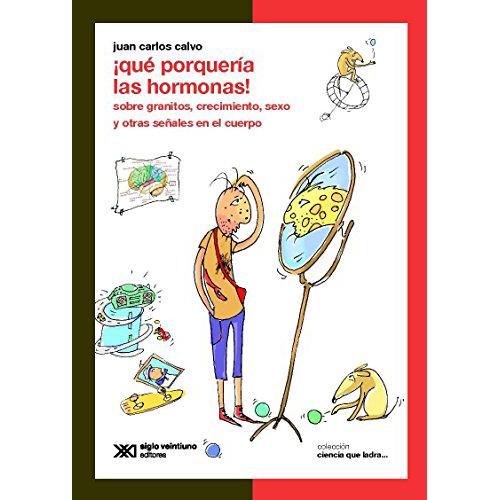 juan carlos calvo
¡qué porquería
las hormonas!
sobre granitos, crecimiento, sexo
y otras señales en el cuerpo
siglo veintiuno
editores
colección
ciencia que ladra...